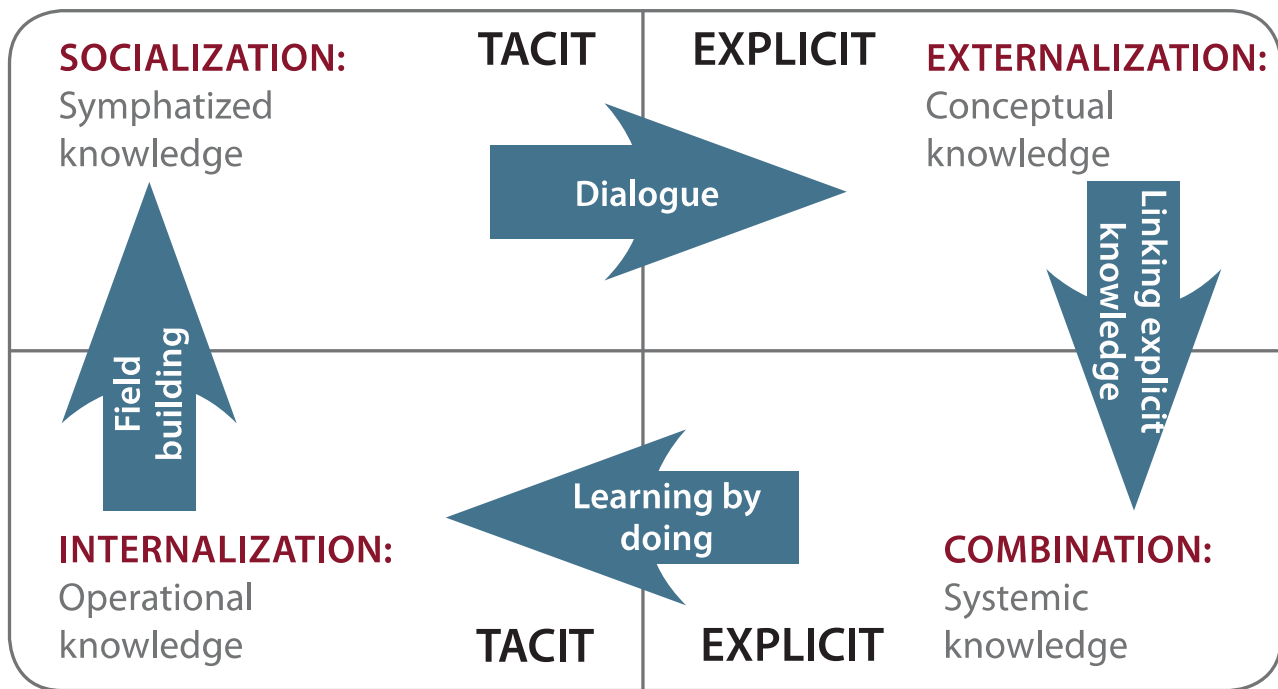 SOCIALIZATION:
Symphatized
knowledge
TACIT
EXPLICIT
EXTERNALIZATION:
Conceptual
knowledge
Dialogue
Linking explicit
knowledge
Field
building
Learning by
doing
INTERNALIZATION:
Operational
knowledge
TACIT
EXPLICIT
COMBINATION:
Systemic
knowledge